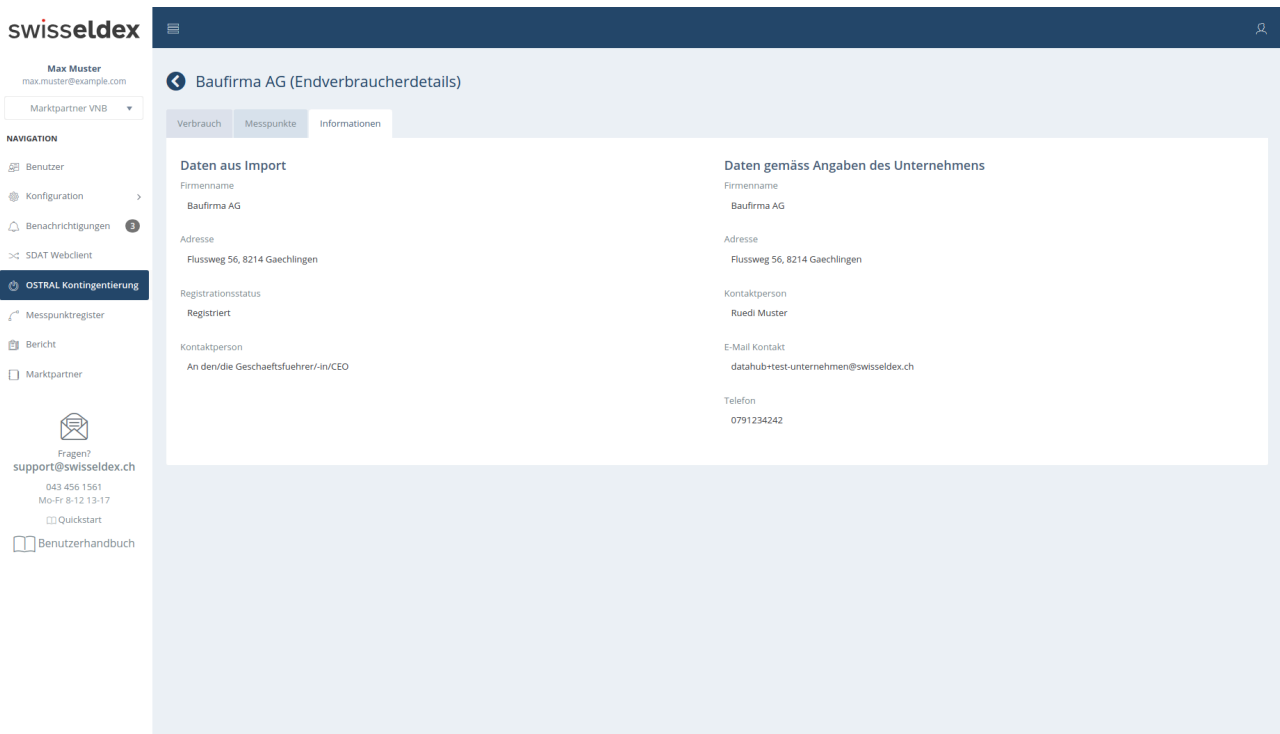 swisseldex
Max Muster
max.muster@example.com
Marktpartner VNB
NAVIGATION
Benutzer
Konfiguration
Benachrichtigungen 3
SDAT Webclient
OSTRAL Kontingentierung
Messpunktregister
Bericht
Marktpartner
Fragen?
support@swisseldex.ch
043 456 1561
Mo-Fr 8-12 13-17
Quickstart
Benutzerhandbuch
Baufirma AG (Endverbraucherdetails)
Verbrauch Messpunkte Informationen
Daten aus Import
Firmenname
Baufirma AG
Adresse
Flussweg 56, 8214 Gaechlingen
Registrationsstatus
Registriert
Kontaktperson
An den/die Geschaeftsfuehrer/-in/CEO
Daten gemäss Angaben des Unternehmens
Firmenname
Baufirma AG
Adresse
Flussweg 56, 8214 Gaechlingen
Kontaktperson
Ruedi Muster
E-Mail Kontakt
datahub+test-unternehmen@swisseldex.ch
Telefon
0791234242